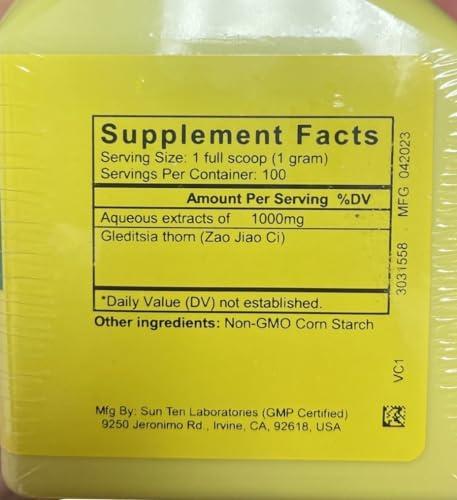 Supplement Facts
Serving Size: 1 full scoop (1 gram)
Servings Per Container: 100
Amount Per Serving %DV
Aqueous extracts of 1000mg
Gleditsia thorn (Zao Jiao Ci)
*Daily Value (DV) not established.
Other ingredients: Non-GMO Corn Starch
Mfg By: Sun Ten Laboratories (GMP Certified)
9250 Jeronimo Rd., Irvine, CA, 92618, USA
3031558 MFG 042023
VC1